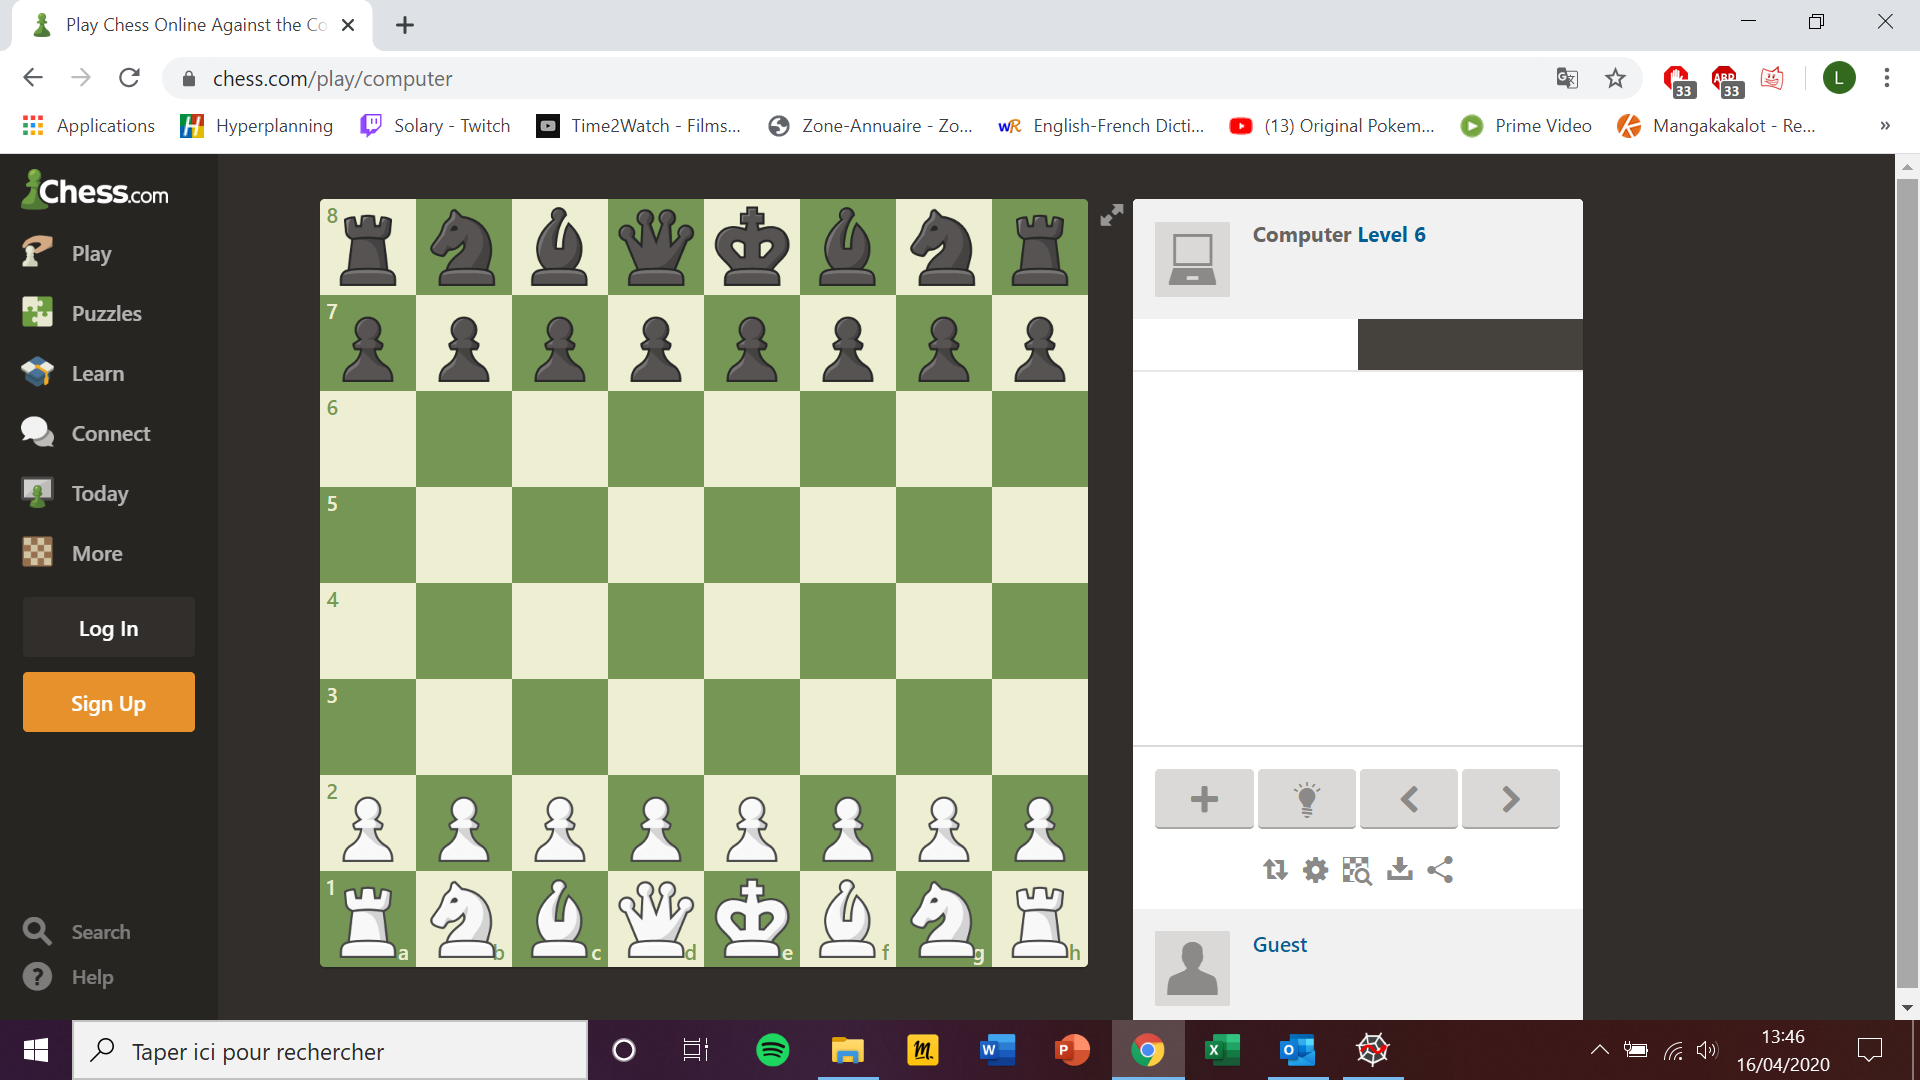 Play Chess Online Against the Co
chess.com/play/computer
33
33
L
Applications
Hyperplanning
Solary - Twitch
Time2Watch - Films...
Zone-Annuaire - Zo...
English-French Dicti...
(13) Original Pokem...
Prime Video
Mangakakalot - Re...
»
Chess.com
Play
Puzzles
Learn
Connect
Today
More
Log In
Sign Up
Search
Help
8
7
6
5
4
3
2
1
a b c d e f g h
Computer Level 6
Guest
Taper ici pour rechercher
13:46
16/04/2020